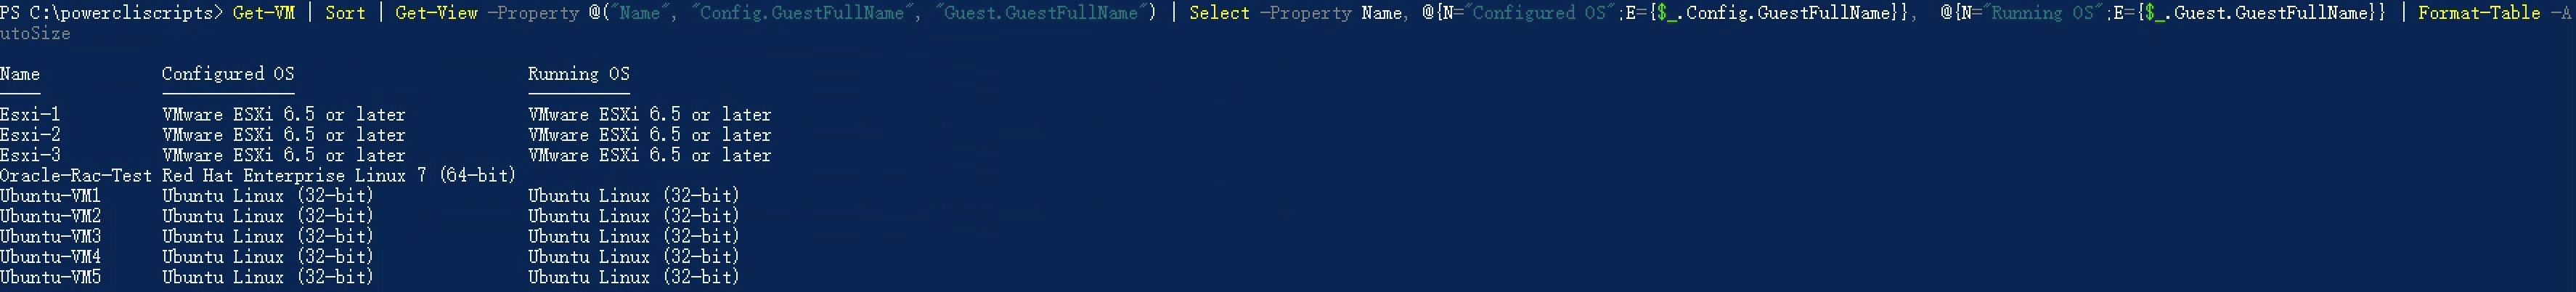 PS C:\powercliscripts> Get-VM | Sort | Get-View -Property @("Name", "Config.GuestFullName", "Guest.GuestFullName") | Select -Property Name, @{N="Configured OS";E={$_.Config.GuestFullName}},  @{N="Running OS";E={$_.Guest.GuestFullName}} | Format-Table -A
utoSize
Name            Configured OS                       Running OS
----            -------------                       ----------
Esxi-1          VMware ESXi 6.5 or later            VMware ESXi 6.5 or later
Esxi-2          VMware ESXi 6.5 or later            VMware ESXi 6.5 or later
Esxi-3          VMware ESXi 6.5 or later            VMware ESXi 6.5 or later
Oracle-Rac-Test Red Hat Enterprise Linux 7 (64-bit)
Ubuntu-VM1      Ubuntu Linux (32-bit)               Ubuntu Linux (32-bit)
Ubuntu-VM2      Ubuntu Linux (32-bit)               Ubuntu Linux (32-bit)
Ubuntu-VM3      Ubuntu Linux (32-bit)               Ubuntu Linux (32-bit)
Ubuntu-VM4      Ubuntu Linux (32-bit)               Ubuntu Linux (32-bit)
Ubuntu-VM5      Ubuntu Linux (32-bit)               Ubuntu Linux (32-bit)